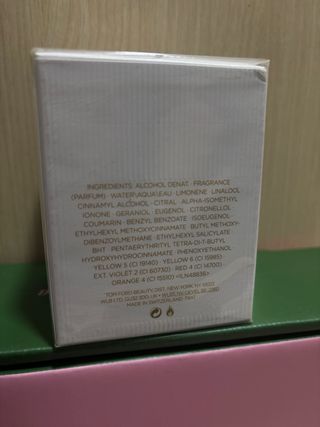 INGREDIENTS: ALCOHOL DENAT. · FRAGRANCE
(PARFUM) · WATER\AQUA\EAU · LIMONENE · LINALOOL
CINNAMYL ALCOHOL · CITRAL · ALPHA-ISOMETHYL
IONONE · GERANIOL · EUGENOL · CITRONELLOL
COUMARIN · BENZYL BENZOATE · ISOEUGENOL ·
ETHYLHEXYL METHOXYCINNAMATE · BUTYL METHOXY-
DIBENZOYLMETHANE · ETHYLHEXYL SALICYLATE
BHT · PENTAERYTHRITYL TETRA-DI-T-BUTYL
HYDROXYHYDROCINNAMATE · PHENOXYETHANOL
YELLOW 5 (CI 19140) · YELLOW 6 (CI 15985)
EXT. VIOLET 2 (CI 60730) · RED 4 (CI 14700)
ORANGE 4 (CI 15510) <ILN48836>
TOM FORD BEAUTY, DIST. NEW YORK, NY 10022
MADE IN SWITZERLAND